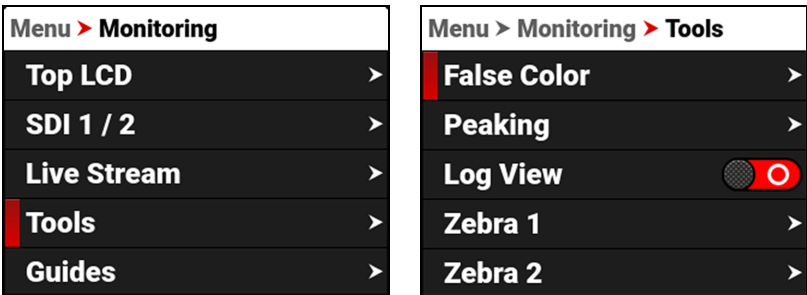 Menu ➤ Monitoring
Top LCD
SDI 1 / 2
Live Stream
Tools
Guides
Menu ➤ Monitoring ➤ Tools
False Color
Peaking
Log View
Zebra 1
Zebra 2